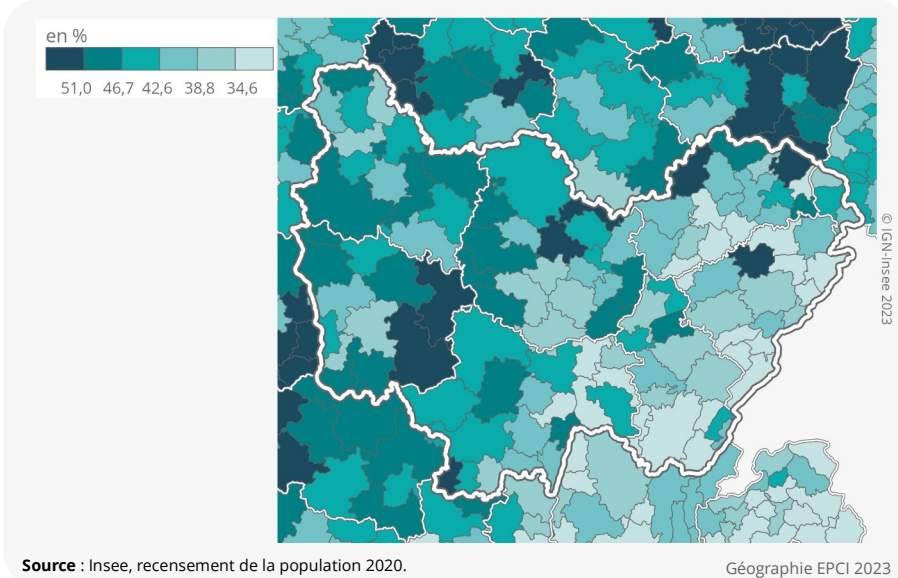 en %
51,0 46,7 42,6 38,8 34,6
© IGN-Insee 2023
Source : Insee, recensement de la population 2020.
Géographie EPCI 2023